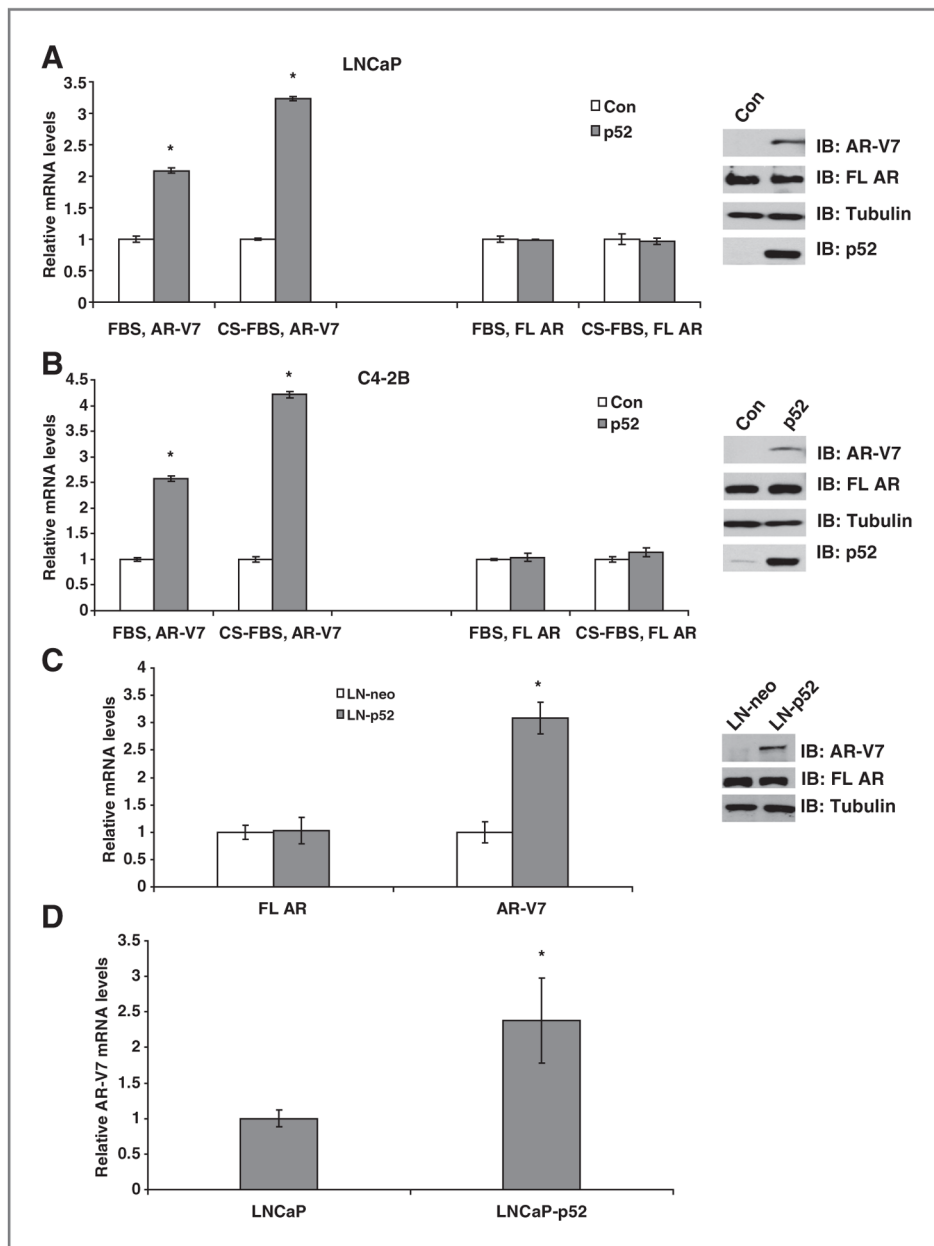 A
LNCaP
Relative mRNA levels
3.5
3
2.5
2
1.5
1
0.5
0
*
*
Con
p52
FBS, AR-V7
CS-FBS, AR-V7
FBS, FL AR
CS-FBS, FL AR
Con
IB: AR-V7
IB: FL AR
IB: Tubulin
IB: p52
B
C4-2B
Relative mRNA levels
4.5
4
3.5
3
2.5
2
1.5
1
0.5
0
*
*
Con
p52
FBS, AR-V7
CS-FBS, AR-V7
FBS, FL AR
CS-FBS, FL AR
Con
p52
IB: AR-V7
IB: FL AR
IB: Tubulin
IB: p52
C
Relative mRNA levels
4
3.5
3
2.5
2
1.5
1
0.5
0
*
LN-neo
LN-p52
FL AR
AR-V7
LN-neo
LN-p52
IB: AR-V7
IB: FL AR
IB: Tubulin
D
Relative AR-V7 mRNA levels
3.5
3
2.5
2
1.5
1
0.5
0
*
LNCaP
LNCaP-p52